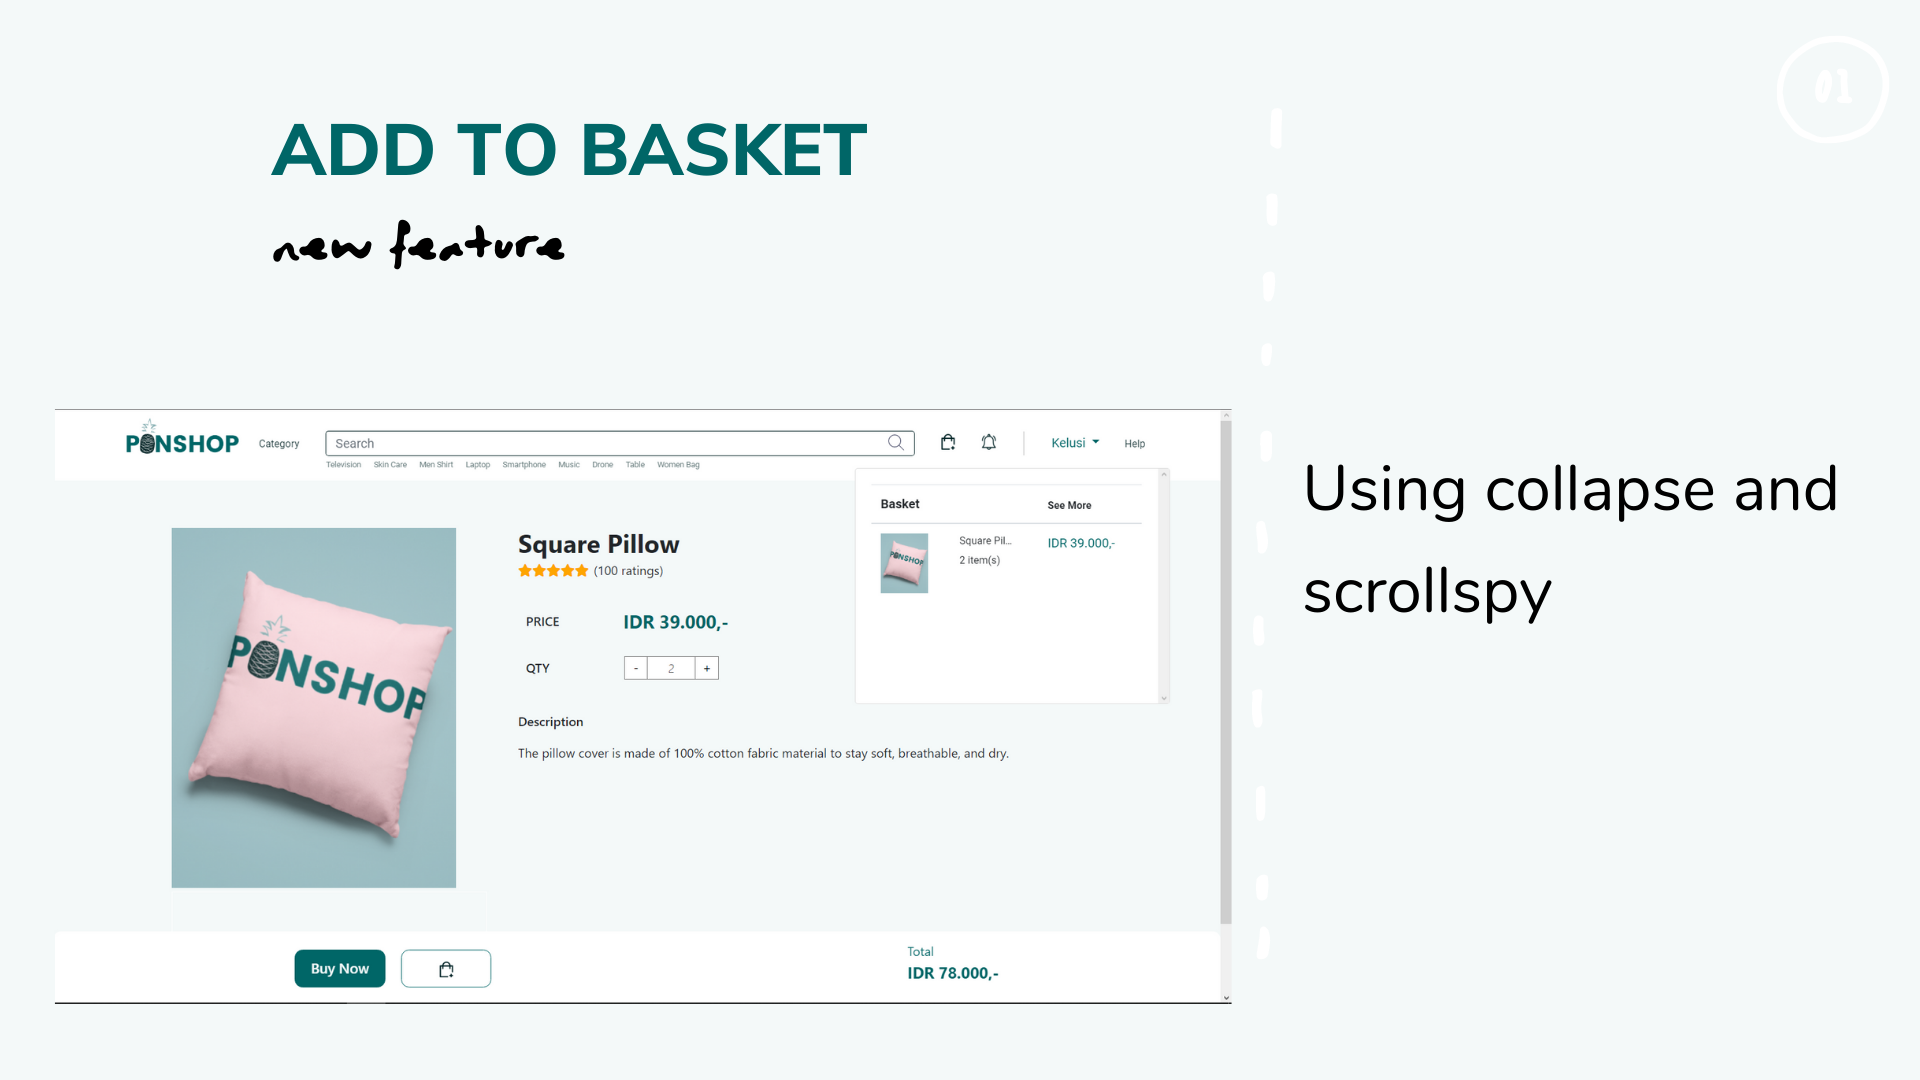 01
ADD TO BASKET
new feature
PONSHOP
Category
Search
Kelusi
Help
Television Skin Care Men Shirt Laptop Smartphone Music Drone Table Women Bag
Basket
See More
Square Pil...
IDR 39.000,-
2 item(s)
PONSHOP
Square Pillow
(100 ratings)
PRICE
IDR 39.000,-
QTY
- 2 +
Description
The pillow cover is made of 100% cotton fabric material to stay soft, breathable, and dry.
PONSHOP
Buy Now
Total
IDR 78.000,-
Using collapse and
scrollspy